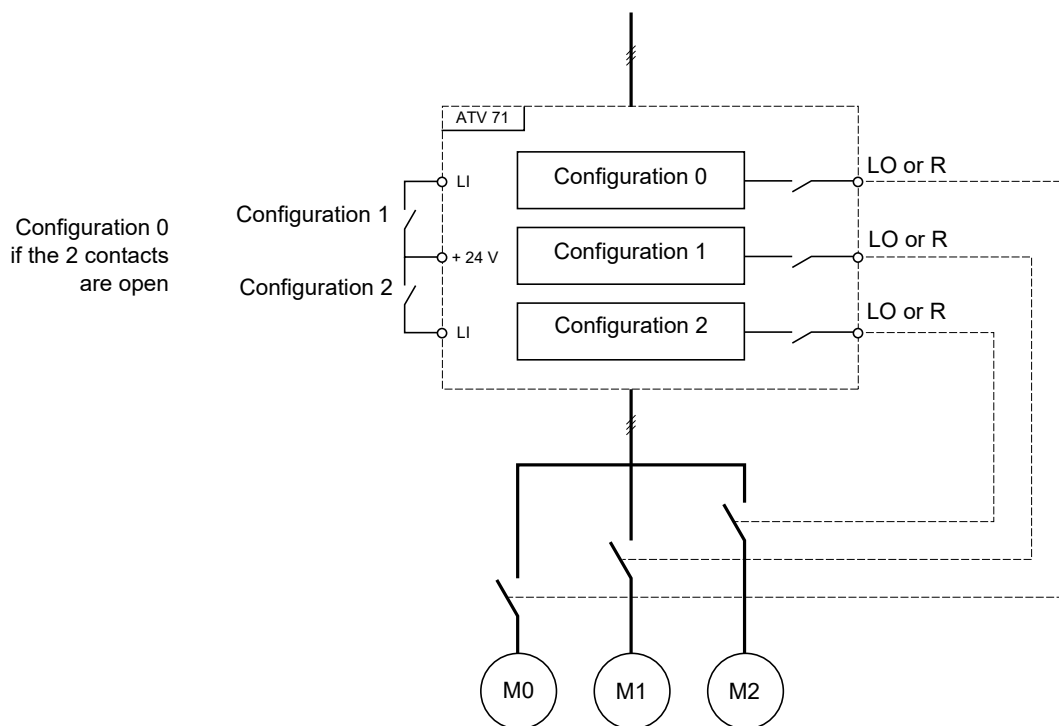 ATV 71
LI
Configuration 0
LO or R
Configuration 1
Configuration 0
if the 2 contacts
are open
+ 24 V
Configuration 1
LO or R
Configuration 2
LI
Configuration 2
LO or R
M0
M1
M2